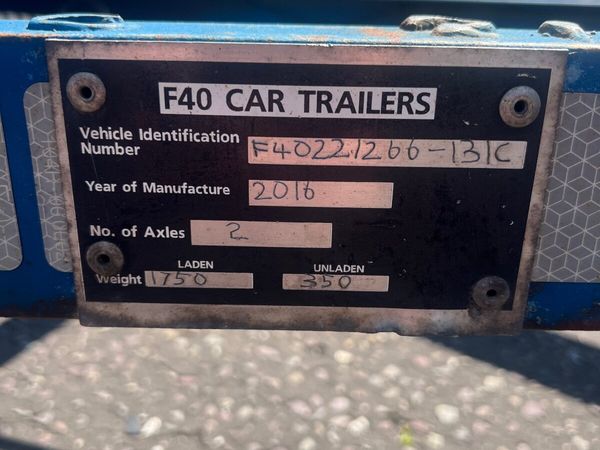 F40 CAR TRAILERS
Vehicle Identification Number F40221266-131C
Year of Manufacture 2016
No. of Axles 2
LADEN UNLADEN
Weight 1750 350